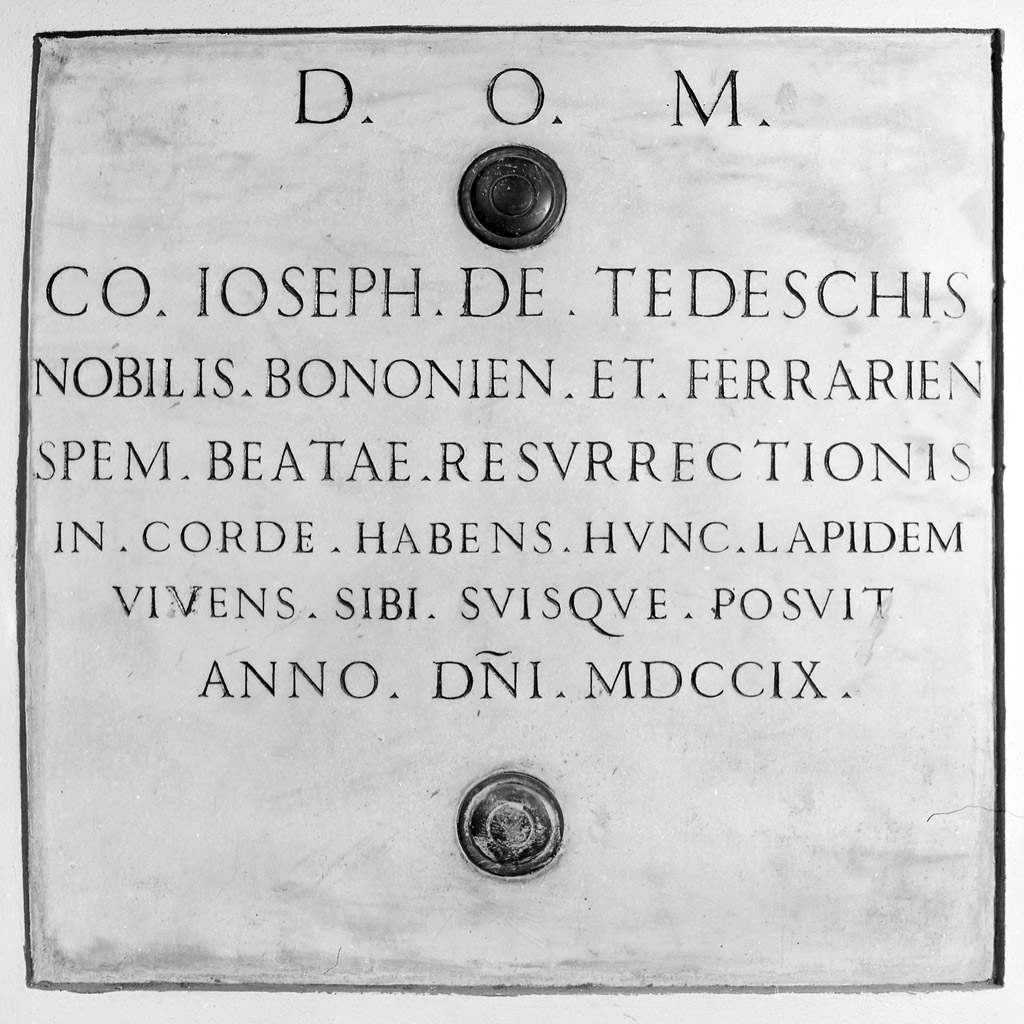 D. O. M.
CO. IOSEPH. DE. TEDESCHIS
NOBILIS. BONONIEN. ET. FERRARIEN
SPEM. BEATAE. RESVRRECTIONIS
IN. CORDE. HABENS. HVNC. LAPIDEM
VIVENS. SIBI. SVISQVE. POSVIT
ANNO. DÑI. MDCCIX.